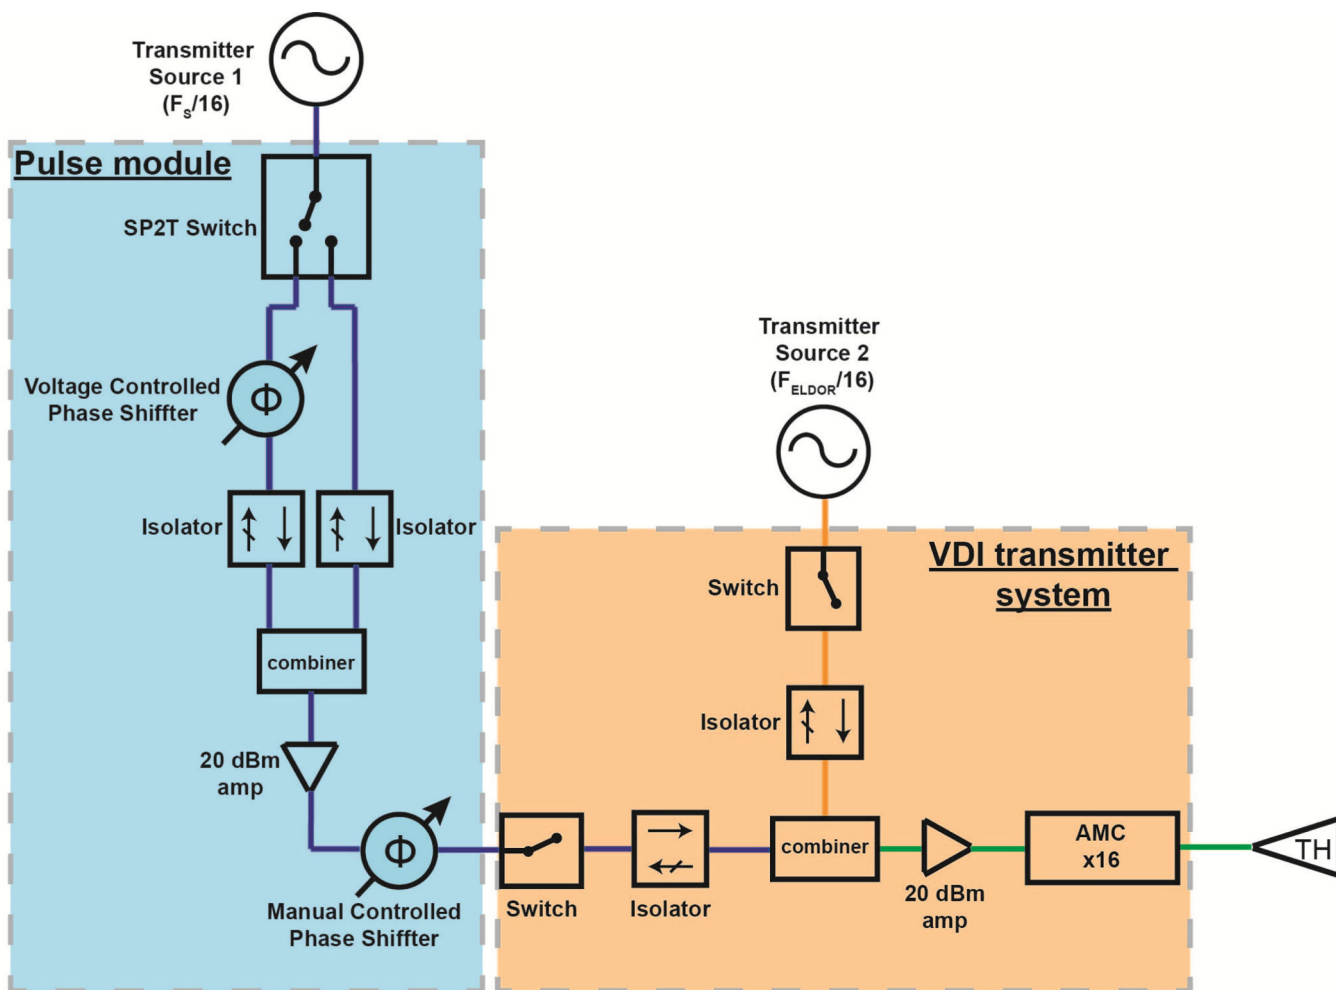 Transmitter
Source 1
(FS/16)
Pulse module
SP2T Switch
Voltage Controlled
Phase Shiffter
Φ
Isolator
Isolator
combiner
20 dBm
amp
Φ
Manual Controlled
Phase Shiffter
Transmitter
Source 2
(FELDOR/16)
VDI transmitter
system
Switch
Isolator
Switch
Isolator
combiner
20 dBm
amp
AMC
x16
TH